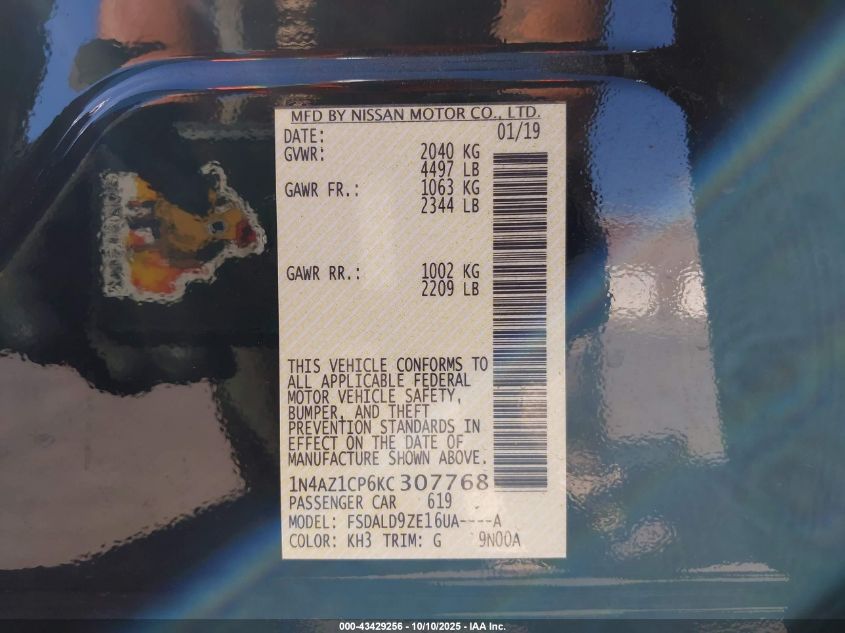 MFD BY NISSAN MOTOR CO., LTD.
DATE: 01/19
GVWR: 2040 KG
4497 LB
GAWR FR.: 1063 KG
2344 LB
GAWR RR.: 1002 KG
2209 LB
THIS VEHICLE CONFORMS TO
ALL APPLICABLE FEDERAL
MOTOR VEHICLE SAFETY,
BUMPER, AND THEFT
PREVENTION STANDARDS IN
EFFECT ON THE DATE OF
MANUFACTURE SHOWN ABOVE.
1N4AZ1CP6KC 307768
PASSENGER CAR 619
MODEL: FSDALD9ZE16UA----A
COLOR: KH3 TRIM: G 9N00A
000-43429256 - 10/10/2025 - IAA Inc.